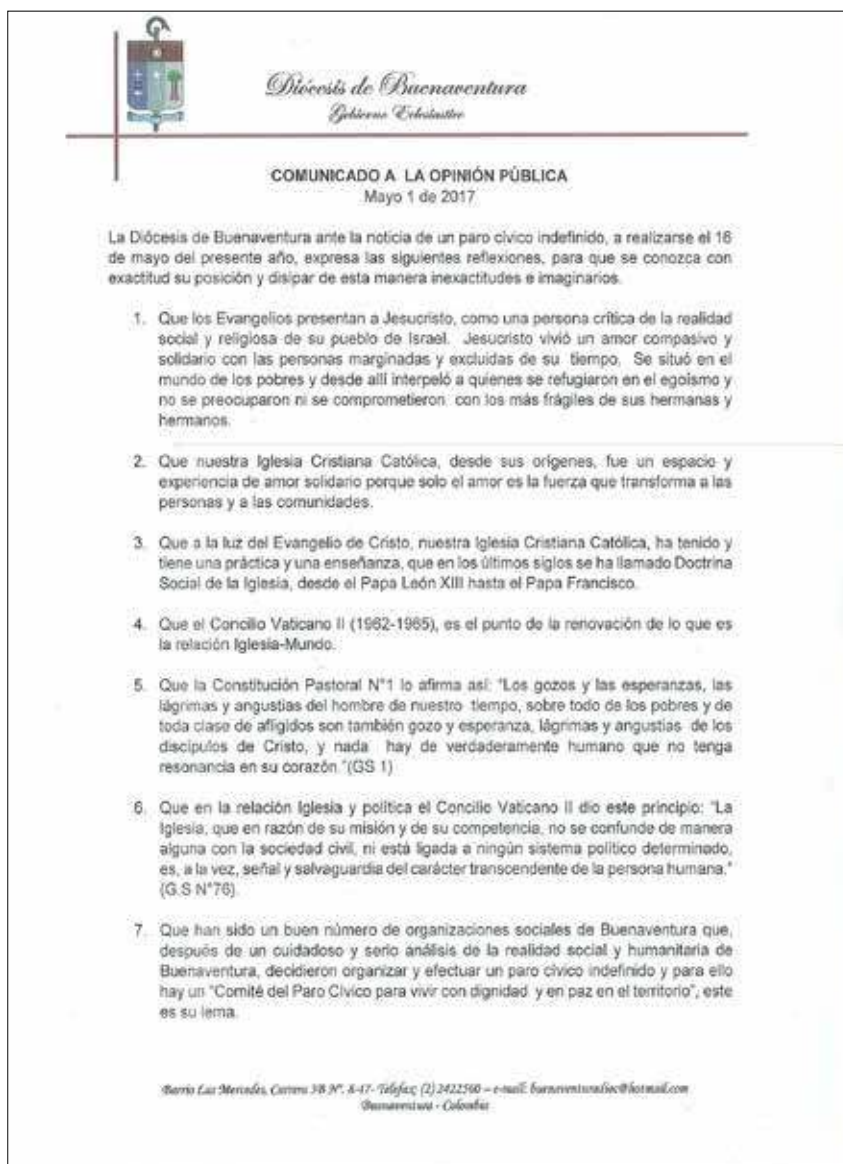 Diócesis de Buenaventura
Gobierno Eclesiástico
COMUNICADO A LA OPINIÓN PÚBLICA
Mayo 1 de 2017
La Diócesis de Buenaventura ante la noticia de un paro cívico indefinido, a realizarse el 16
de mayo del presente año, expresa las siguientes reflexiones, para que se conozca con
exactitud su posición y disipar de esta manera inexactitudes e imaginarios.
1. Que los Evangelios presentan a Jesucristo, como una persona crítica de la realidad
social y religiosa de su pueblo de Israel. Jesucristo vivió un amor compasivo y
solidario con las personas marginadas y excluidas de su tiempo. Se situó en el
mundo de los pobres y desde allí interpeló a quienes se refugiaron en el egoísmo y
no se preocuparon ni se comprometieron con los más frágiles de sus hermanas y
hermanos.
2. Que nuestra Iglesia Cristiana Católica, desde sus orígenes, fue un espacio y
experiencia de amor solidario porque solo el amor es la fuerza que transforma a las
personas y a las comunidades.
3. Que a la luz del Evangelio de Cristo, nuestra Iglesia Cristiana Católica, ha tenido y
tiene una práctica y una enseñanza, que en los últimos siglos se ha llamado Doctrina
Social de la Iglesia, desde el Papa León XIII hasta el Papa Francisco.
4. Que el Concilio Vaticano II (1962-1965), es el punto de la renovación de lo que es
la relación Iglesia-Mundo.
5. Que la Constitución Pastoral N°1 lo afirma así: "Los gozos y las esperanzas, las
lágrimas y angustias del hombre de nuestro tiempo, sobre todo de los pobres y de
toda clase de afligidos son también gozo y esperanza, lágrimas y angustias de los
discípulos de Cristo, y nada hay de verdaderamente humano que no tenga
resonancia en su corazón."(GS 1)
6. Que en la relación Iglesia y política el Concilio Vaticano II dio este principio: "La
Iglesia, que en razón de su misión y de su competencia, no se confunde de manera
alguna con la sociedad civil, ni está ligada a ningún sistema político determinado,
es, a la vez, señal y salvaguardia del carácter transcendente de la persona humana."
(G.S N°76).
7. Que han sido un buen número de organizaciones sociales de Buenaventura que,
después de un cuidadoso y serio análisis de la realidad social y humanitaria de
Buenaventura, decidieron organizar y efectuar un paro cívico indefinido y para ello
hay un "Comité del Paro Cívico para vivir con dignidad y en paz en el territorio", este
es su lema.
Barrio Las Mercedes, Carrera 3B N°. 8-47- Telefax: (2) 2422500 – e-mail: buenaventuradioc@hotmail.com
Buenaventura - Colombia